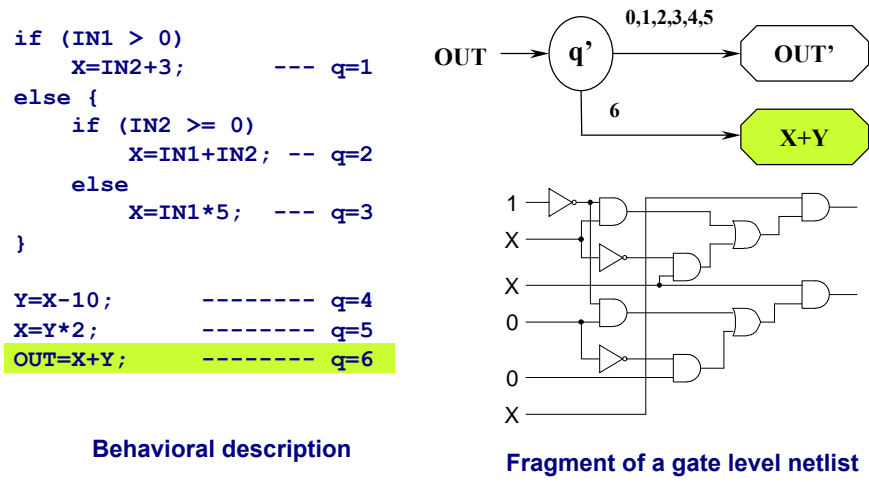 if (IN1 > 0)
X=IN2+3; --- q=1
else {
if (IN2 >= 0)
X=IN1+IN2; -- q=2
else
X=IN1*5; --- q=3
}
Y=X-10; -------- q=4
X=Y*2; -------- q=5
OUT=X+Y; -------- q=6
Behavioral description
0,1,2,3,4,5
OUT
q’
OUT’
6
X+Y
1
X
X
0
0
X
Fragment of a gate level netlist